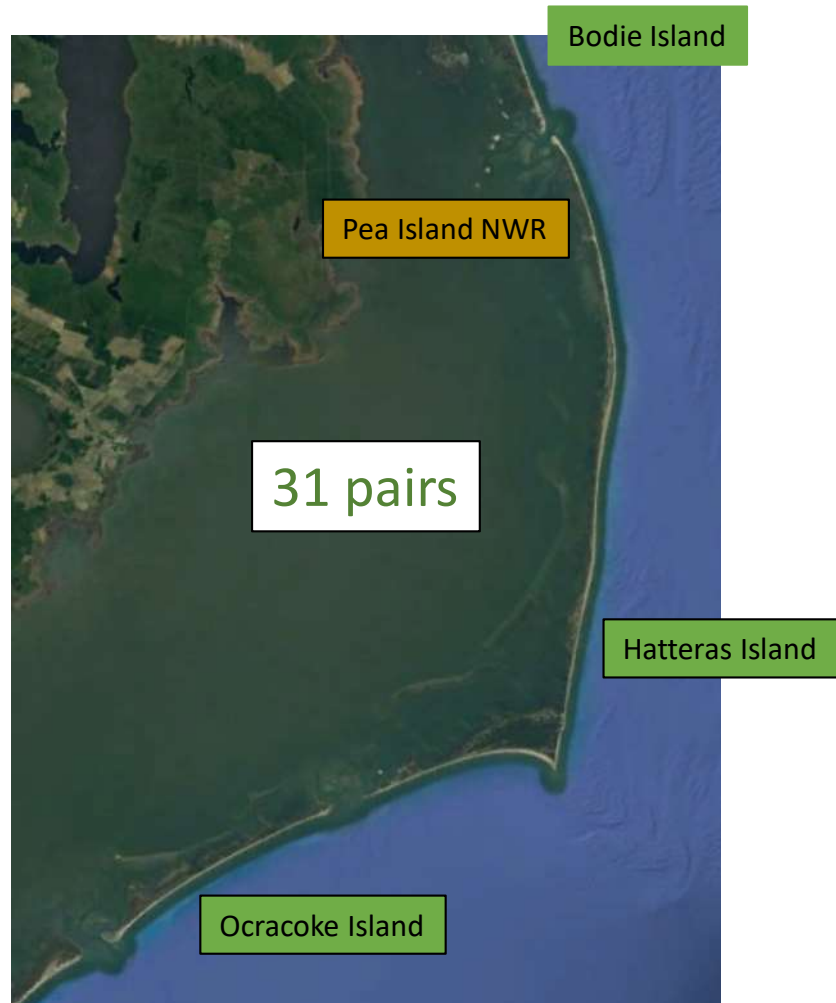 Bodie Island
Pea Island NWR
31 pairs
Hatteras Island
Ocracoke Island